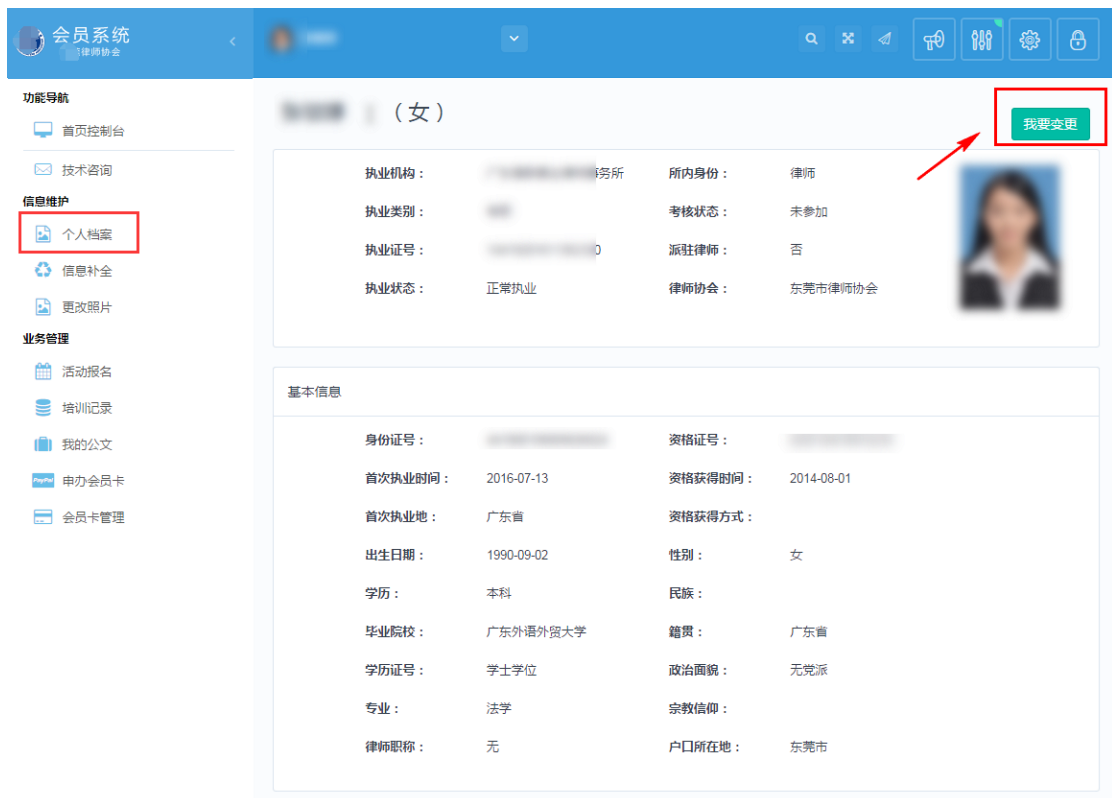 会员系统
律师协会
功能导航
首页控制台
技术咨询
信息维护
个人档案
信息补全
更改照片
业务管理
活动报名
培训记录
我的公文
PayPal 申办会员卡
会员卡管理
：（女）
我要变更
执业机构： 事务所 所内身份： 律师
执业类别： 考核状态： 未参加
执业证号： 0 派驻律师： 否
执业状态： 正常执业 律师协会： 东莞市律师协会
基本信息
身份证号： 资格证号：
首次执业时间： 2016-07-13 资格获得时间： 2014-08-01
首次执业地： 广东省 资格获得方式：
出生日期： 1990-09-02 性别： 女
学历： 本科 民族：
毕业院校： 广东外语外贸大学 籍贯： 广东省
学历证号： 学士学位 政治面貌： 无党派
专业： 法学 宗教信仰：
律师职称： 无 户口所在地： 东莞市